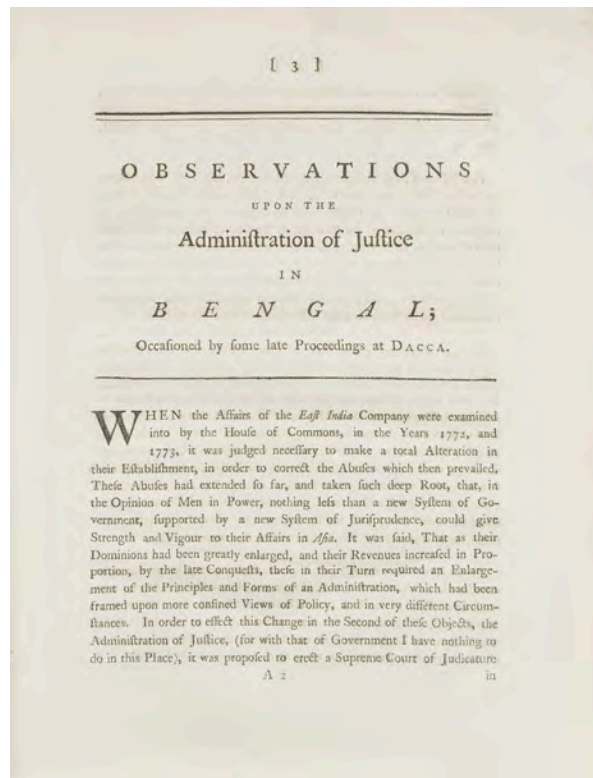 [ 3 ]
OBSERVATIONS
UPON THE
Adminiſtration of Juſtice
IN
BENGAL;
Occaſioned by ſome late Proceedings at DACCA.
WHEN the Affairs of the Eaſt India Company were examined
into by the Houſe of Commons, in the Years 1772, and
1773, it was judged neceſſary to make a total Alteration in
their Eſtabliſhment, in order to correct the Abuſes which then prevailed.
Theſe Abuſes had extended ſo far, and taken ſuch deep Root, that, in
the Opinion of Men in Power, nothing leſs than a new Syſtem of Go-
vernment, ſupported by a new Syſtem of Juriſprudence, could give
Strength and Vigour to their Affairs in Aſia. It was ſaid, That as their
Dominions had been greatly enlarged, and their Revenues increaſed in Pro-
portion, by the late Conqueſts, theſe in their Turn required an Enlarge-
ment of the Principles and Forms of an Adminiſtration, which had been
framed upon more confined Views of Policy, and in very different Circum-
ſtances. In order to effect this Change in the Second of theſe Objects, the
Adminiſtration of Juſtice, (for with that of Government I have nothing to
do in this Place), it was propoſed to erect a Supreme Court of Judicature
A 2 in